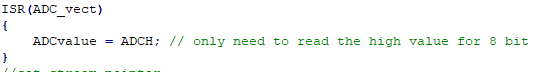 ISR(ADC_vect)
{
    ADCvalue = ADCH; // only need to read the high value for 8 bit
}